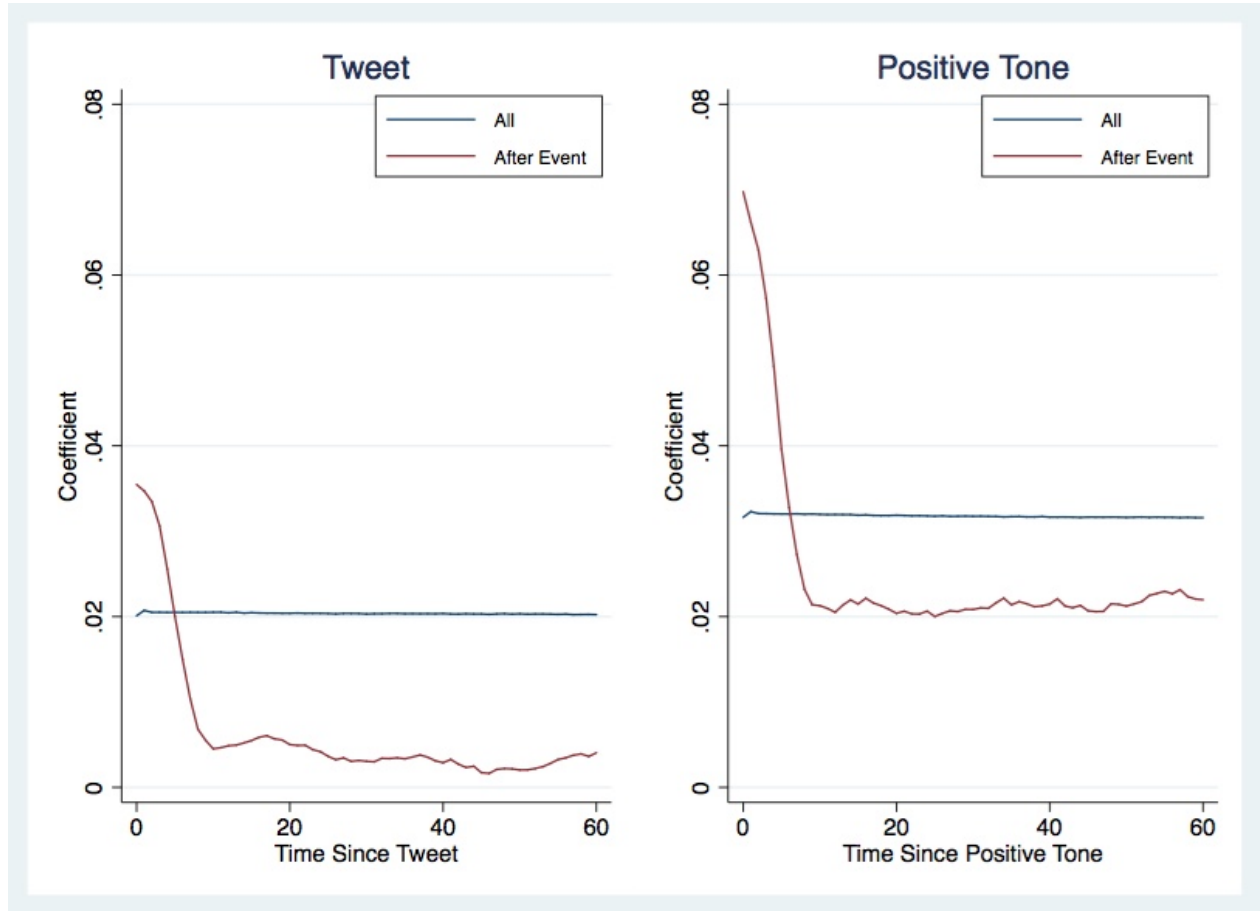 Tweet
All
After Event
.08
.06
.04
.02
0
Coefficient
0 20 40 60
Time Since Tweet
Positive Tone
All
After Event
.08
.06
.04
.02
0
Coefficient
0 20 40 60
Time Since Positive Tone